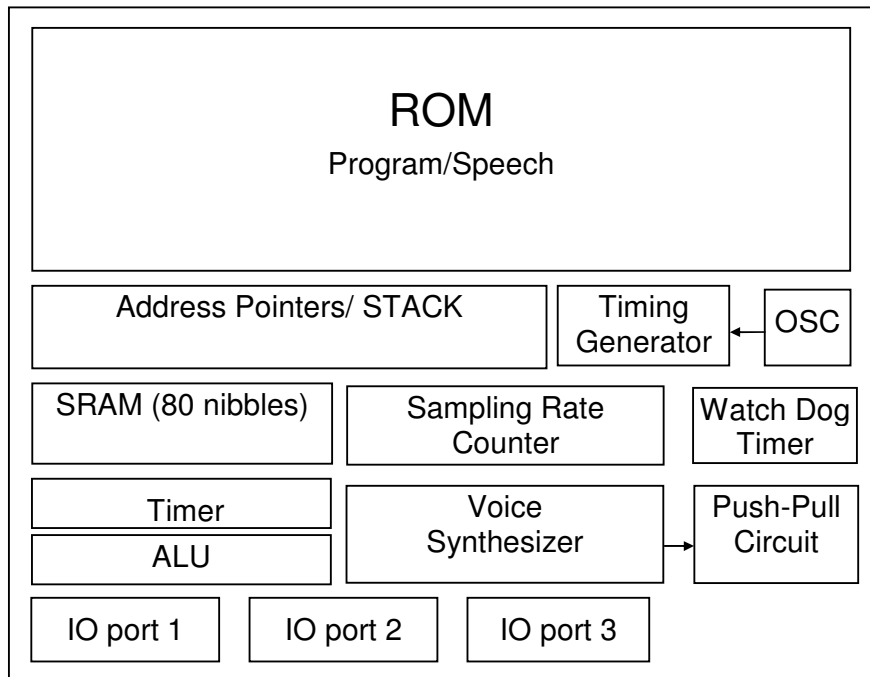 ROM
Program/Speech
Address Pointers/ STACK
Timing
Generator
OSC
SRAM (80 nibbles)
Sampling Rate
Counter
Watch Dog
Timer
Timer
ALU
Voice
Synthesizer
Push-Pull
Circuit
IO port 1
IO port 2
IO port 3